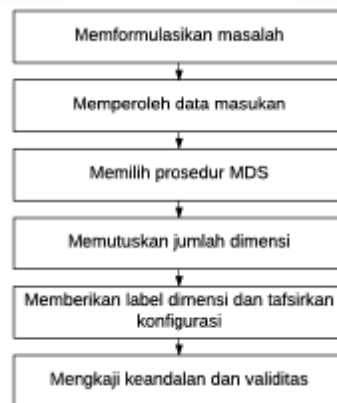 Memformulasikan masalah
Memperoleh data masukan
Memilih prosedur MDS
Memutuskan jumlah dimensi
Memberikan label dimensi dan tafsirkan
konfigurasi
Mengkaji keandalan dan validitas